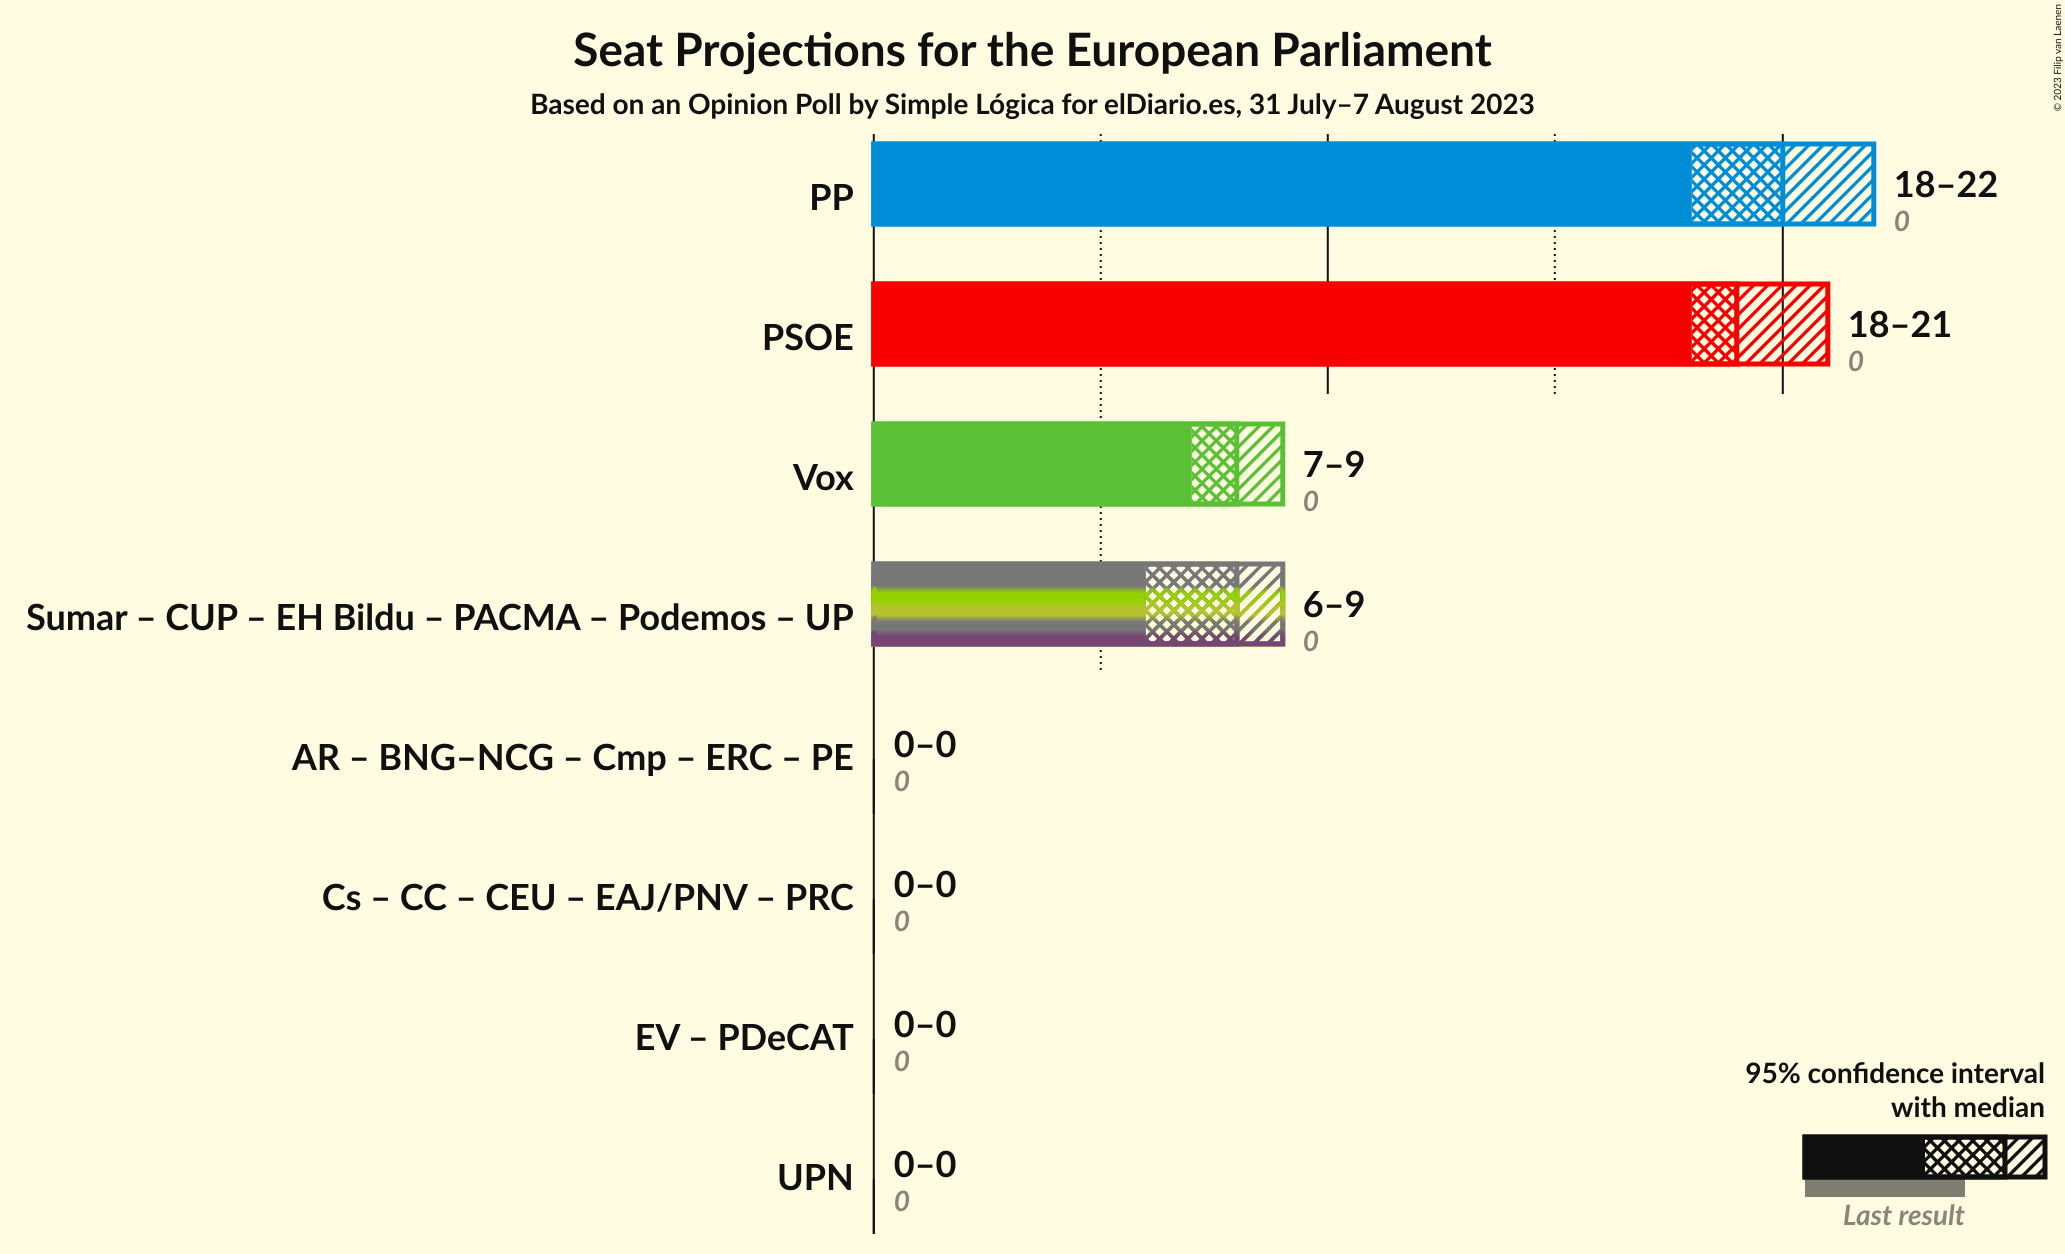 Seat Projections for the European Parliament
Based on an Opinion Poll by Simple Lógica for elDiario.es, 31 July–7 August 2023
© 2023 Filip van Laenen
PP
18–22
0
PSOE
18–21
0
Vox
7–9
0
Sumar – CUP – EH Bildu – PACMA – Podemos – UP
6–9
0
AR – BNG–NCG – Cmp – ERC – PE
0–0
0
Cs – CC – CEU – EAJ/PNV – PRC
0–0
0
EV – PDeCAT
0–0
0
UPN
0–0
0
95% confidence interval
with median
Last result